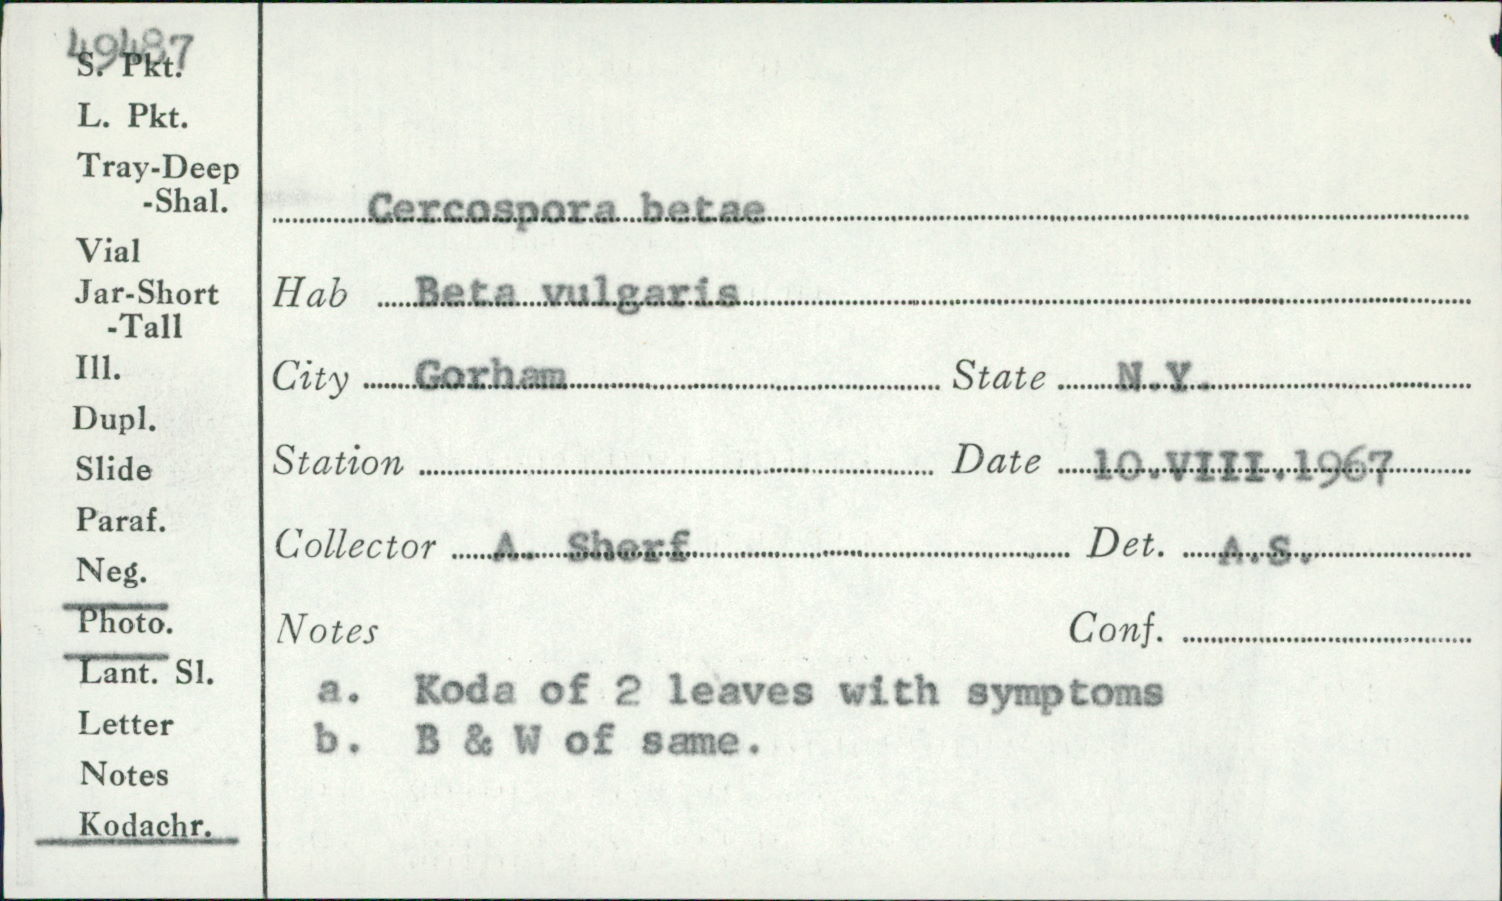 49487
S. Pkt.
L. Pkt.
Tray-Deep
-Shal.
Vial
Jar-Short
-Tall
Ill.
Dupl.
Slide
Paraf.
Neg.
Photo.
Lant. Sl.
Letter
Notes
Kodachr.
Cercospora betae
Hab Beta vulgaris
City Gorham State N.Y.
Station Date 10.VIII.1967
Collector A. Sherf Det. A.S.
Notes Conf.
a. Koda of 2 leaves with symptoms
b. B & W of same.